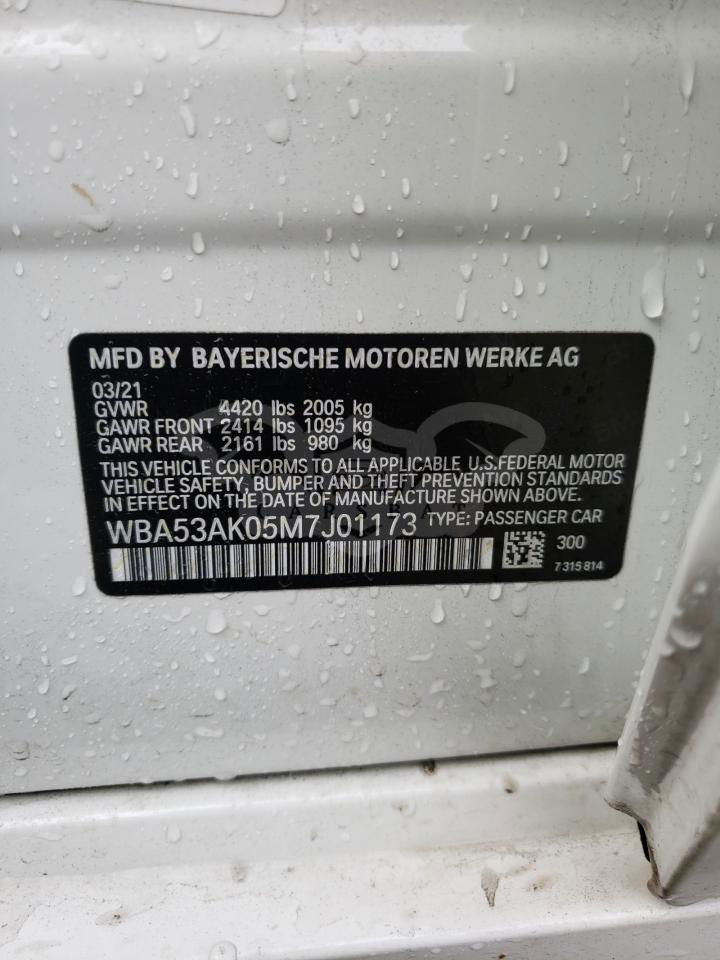 MFD BY BAYERISCHE MOTOREN WERKE AG
03/21
GVWR 4420 lbs 2005 kg
GAWR FRONT 2414 lbs 1095 kg
GAWR REAR 2161 lbs 980 kg
THIS VEHICLE CONFORMS TO ALL APPLICABLE U.S.FEDERAL MOTOR
VEHICLE SAFETY, BUMPER AND THEFT PREVENTION STANDARDS
IN EFFECT ON THE DATE OF MANUFACTURE SHOWN ABOVE.
CARSBAT
WBA53AK05M7J01173 TYPE: PASSENGER CAR
300
7 315 814